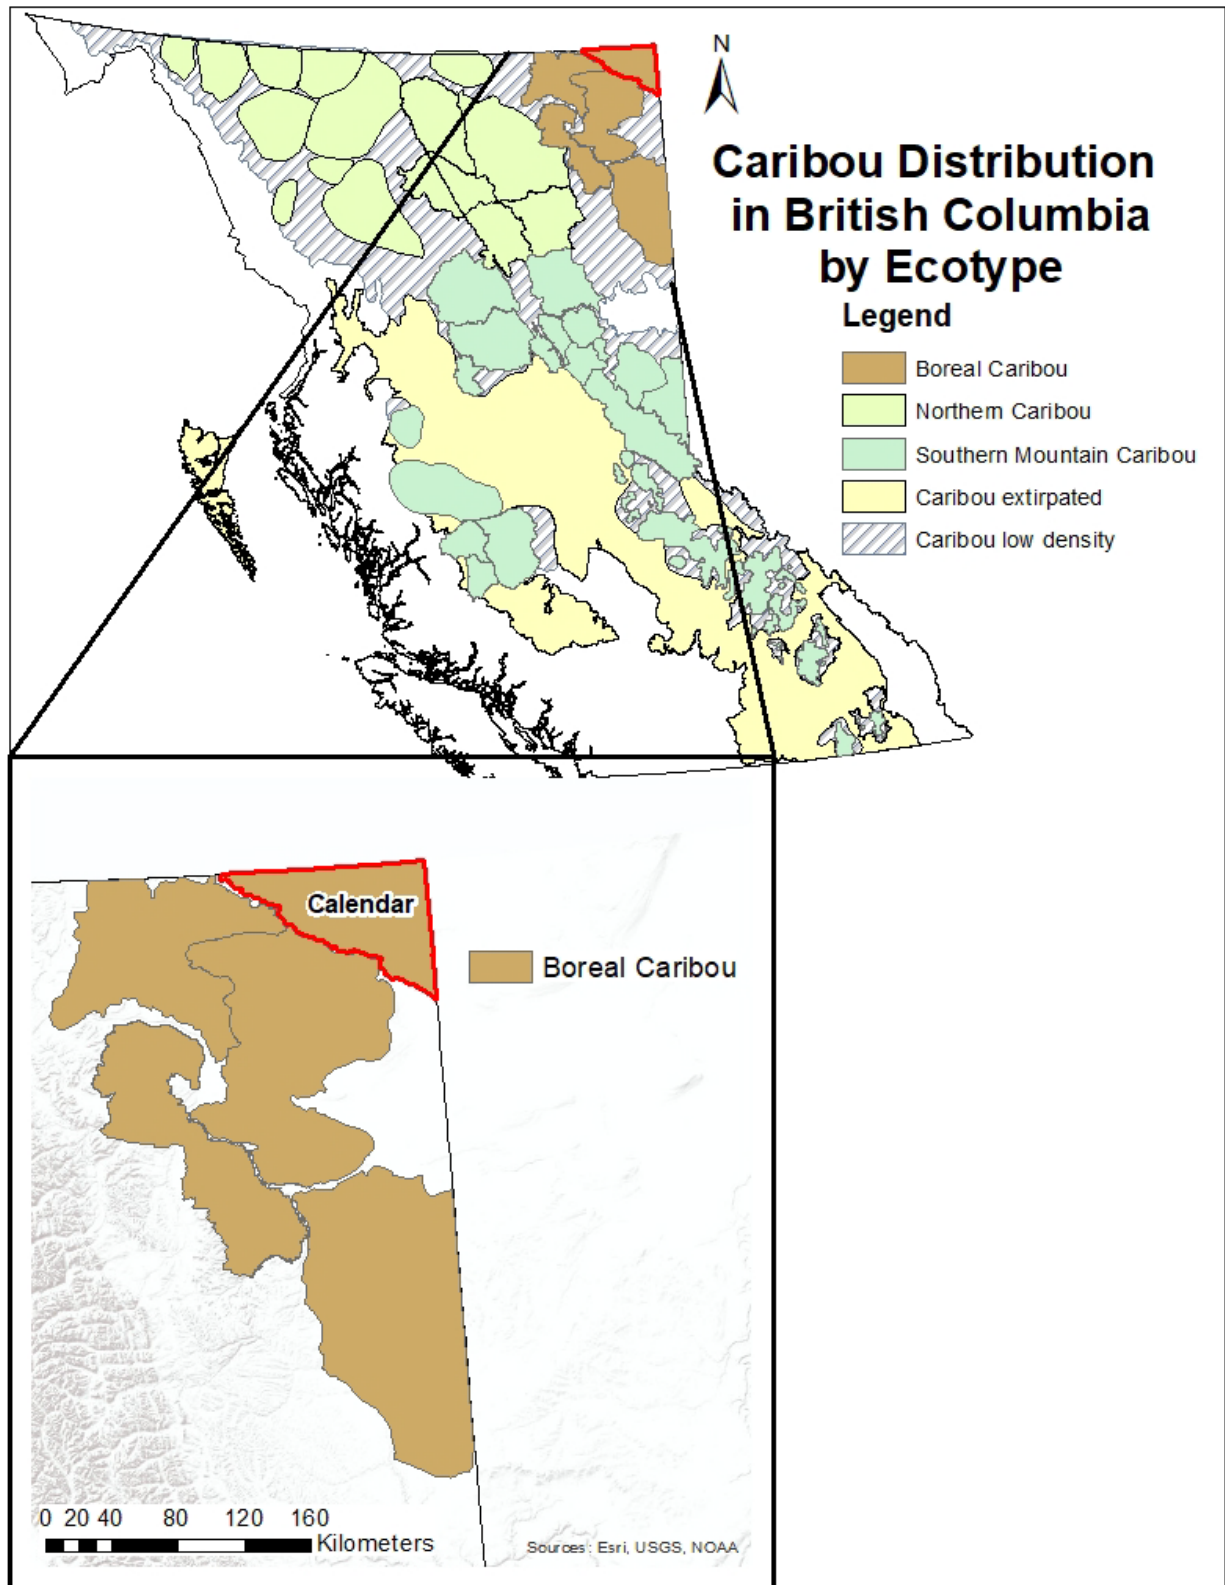 N
Caribou Distribution
in British Columbia
by Ecotype
Legend
Boreal Caribou
Northern Caribou
Southern Mountain Caribou
Caribou extirpated
Caribou low density
Calendar
Boreal Caribou
0 20 40 80 120 160
Kilometers
Sources: Esri, USGS, NOAA